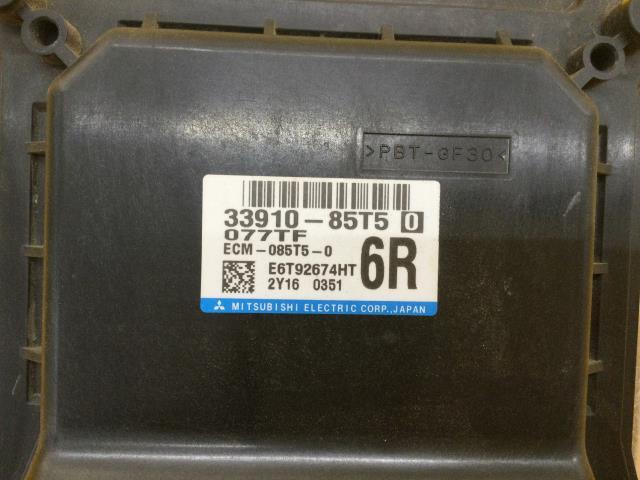 >PBT-GF30<
33910-85T5 0
077TF
ECM-085T5-0
E6T92674HT
6R
2Y16 0351
MITSUBISHI ELECTRIC CORP.,JAPAN